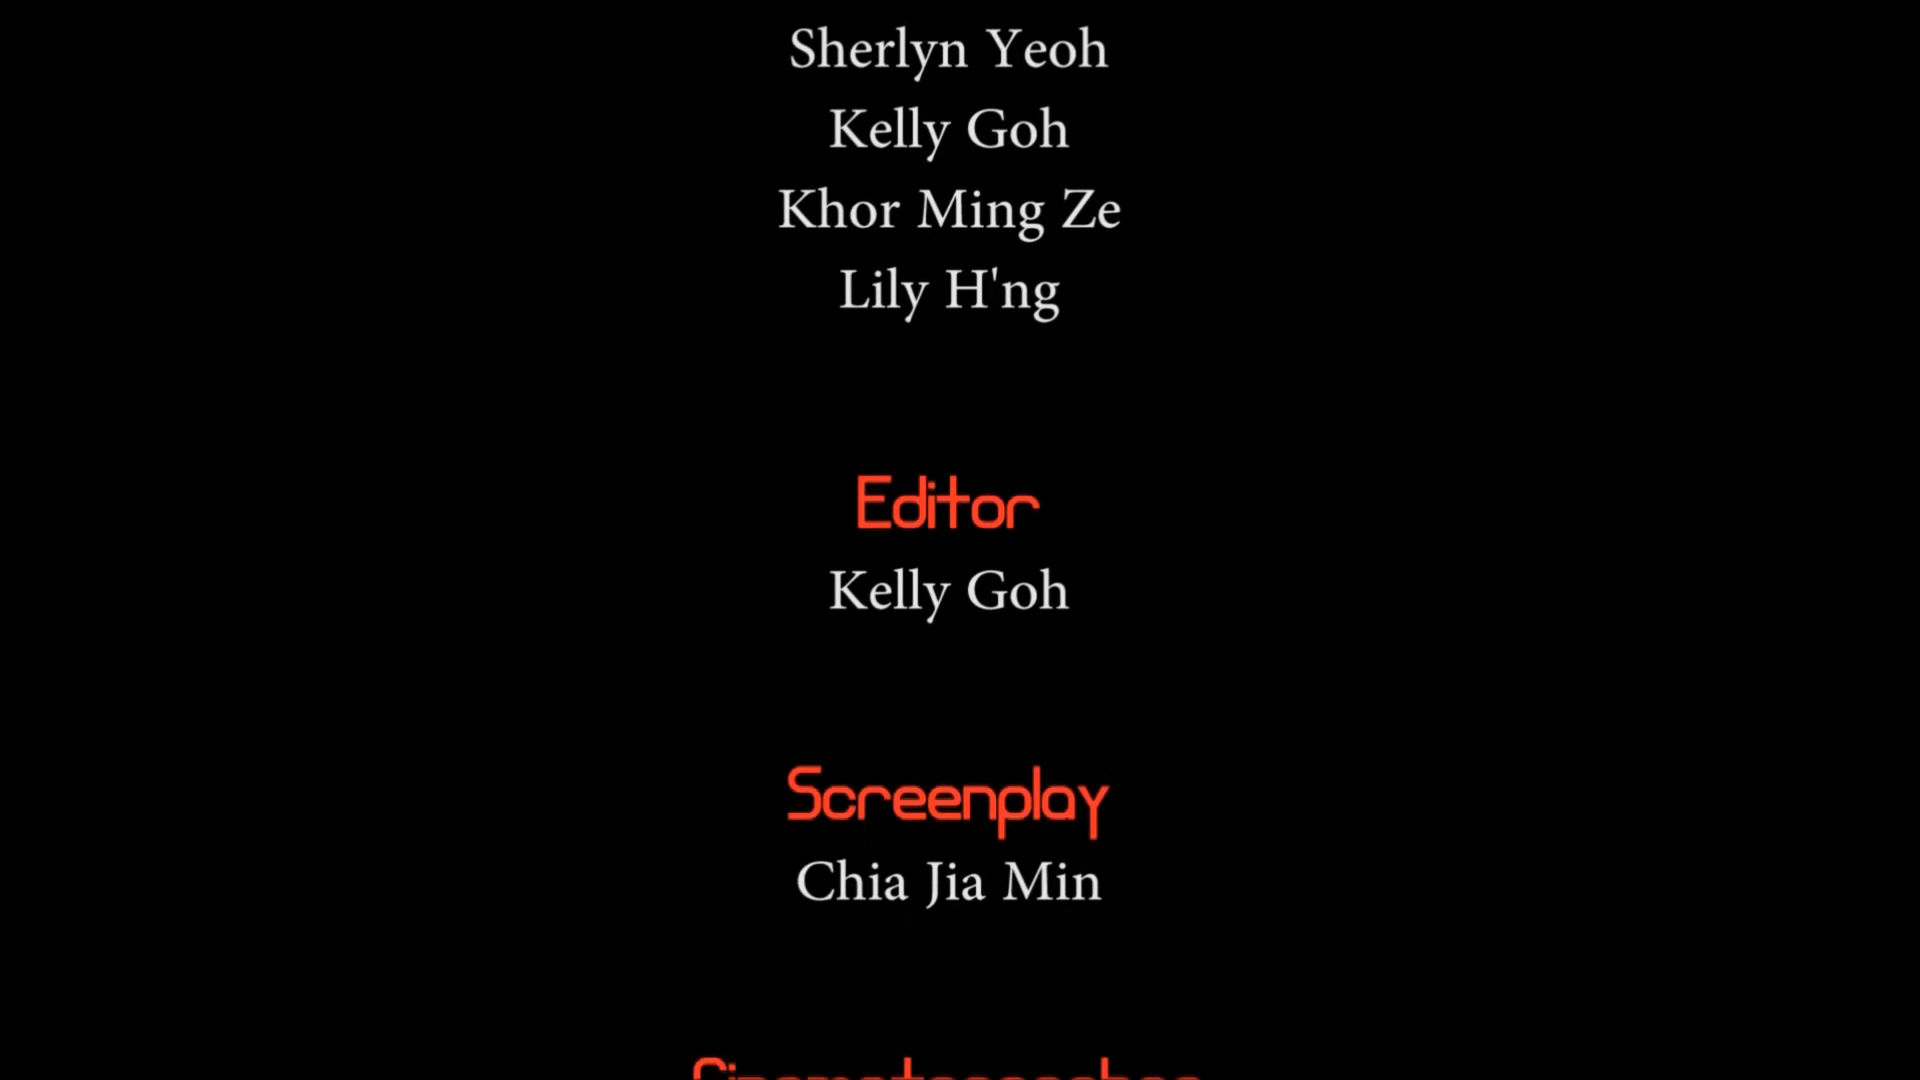 Sherlyn Yeoh
Kelly Goh
Khor Ming Ze
Lily H'ng
Editor
Kelly Goh
Screenplay
Chia Jia Min